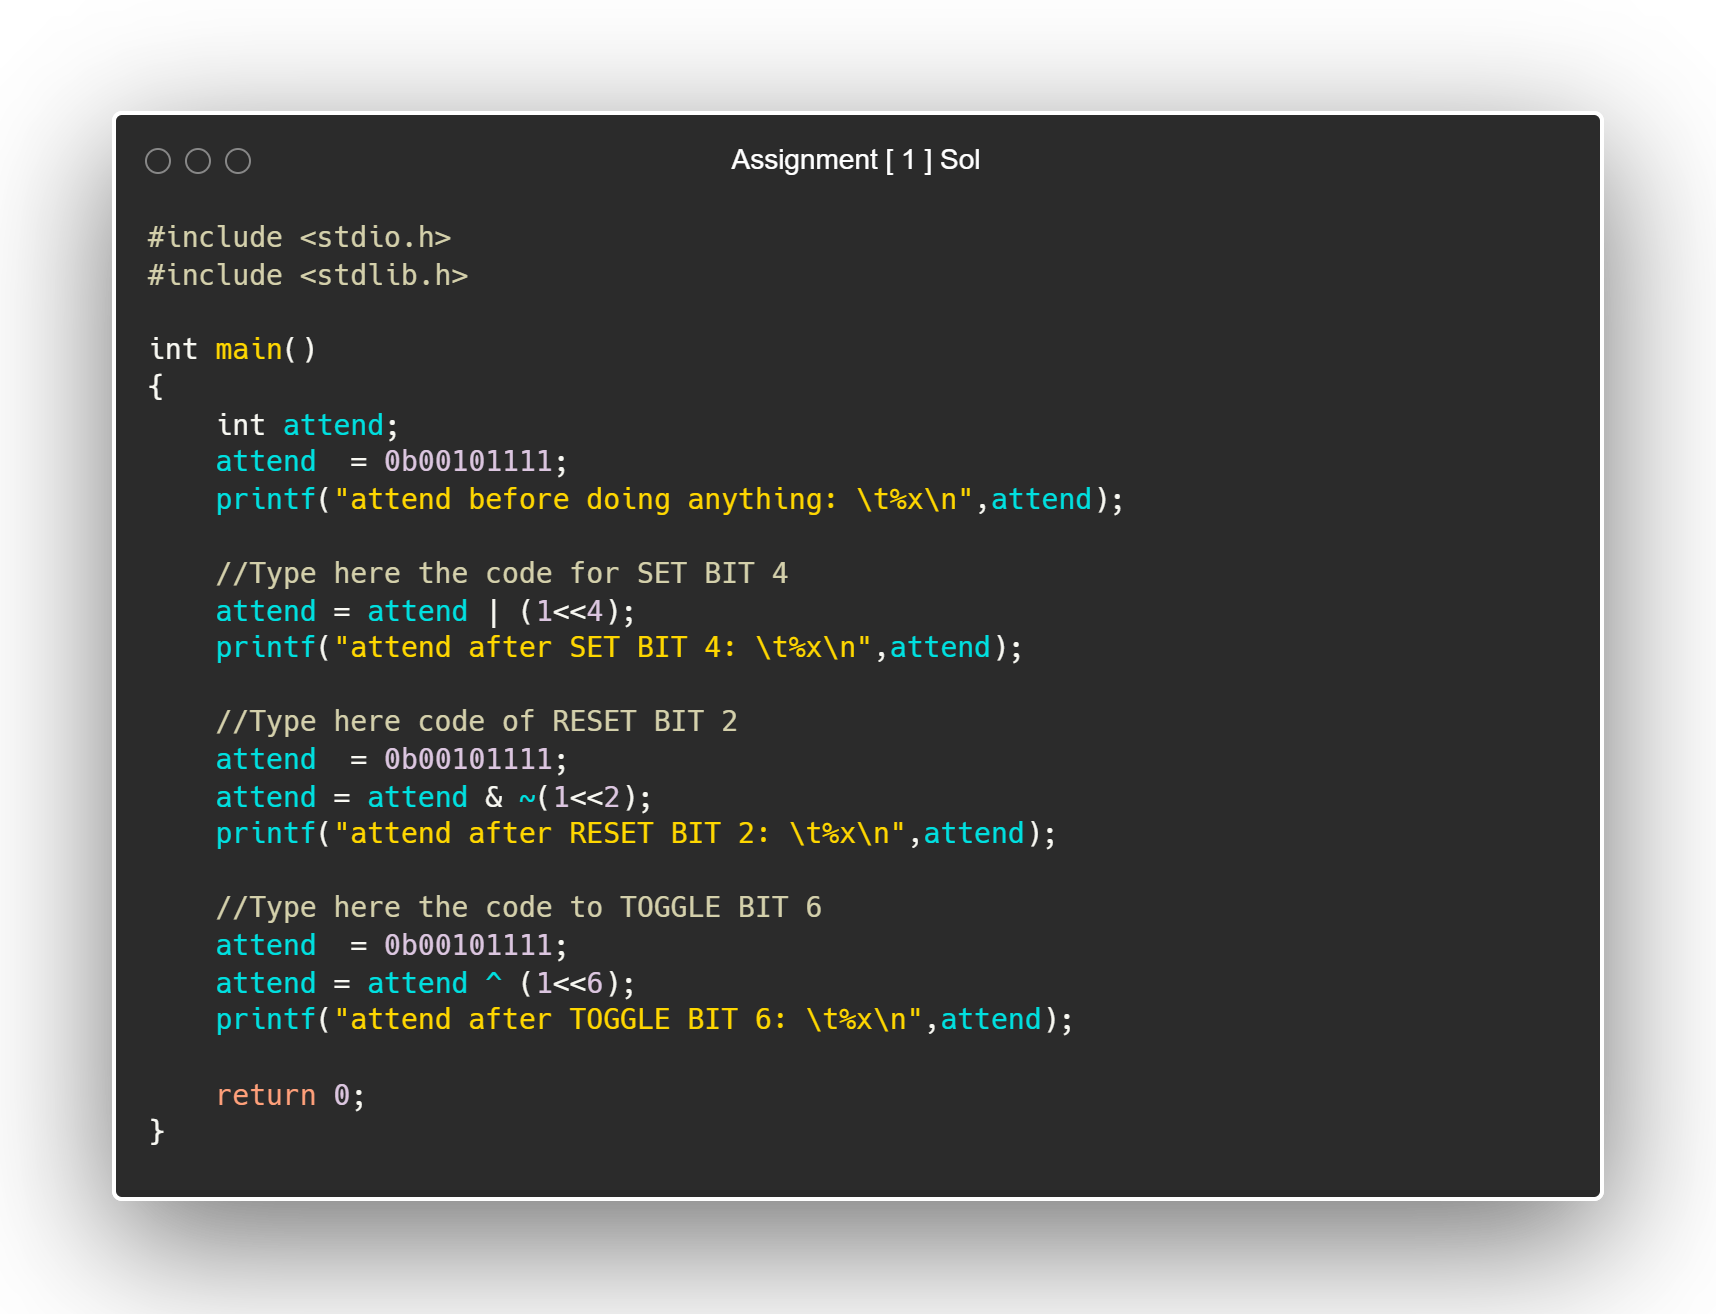 Assignment [ 1 ] Sol
#include <stdio.h>
#include <stdlib.h>
int main()
{
int attend;
attend  = 0b00101111;
printf("attend before doing anything: \t%x\n",attend);
//Type here the code for SET BIT 4
attend = attend | (1<<4);
printf("attend after SET BIT 4: \t%x\n",attend);
//Type here code of RESET BIT 2
attend  = 0b00101111;
attend = attend & ~(1<<2);
printf("attend after RESET BIT 2: \t%x\n",attend);
//Type here the code to TOGGLE BIT 6
attend  = 0b00101111;
attend = attend ^ (1<<6);
printf("attend after TOGGLE BIT 6: \t%x\n",attend);
return 0;
}